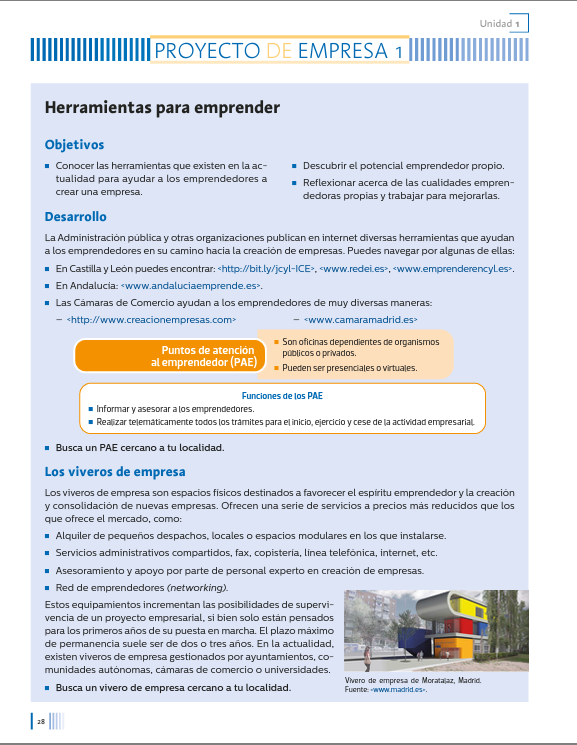 Unidad 1
PROYECTO DE EMPRESA 1
Herramientas para emprender
Objetivos
Conocer las herramientas que existen en la ac-
tualidad para ayudar a los emprendedores a
crear una empresa.
Descubrir el potencial emprendedor propio.
Reflexionar acerca de las cualidades empren-
dedoras propias y trabajar para mejorarlas.
Desarrollo
La Administración pública y otras organizaciones publican en internet diversas herramientas que ayudan
a los emprendedores en su camino hacia la creación de empresas. Puedes navegar por algunas de ellas:
En Castilla y León puedes encontrar: <http://bit.ly/jcyl-ICE>, <www.redei.es>, <www.emprenderencyl.es>.
En Andalucía: <www.andaluciaemprende.es>.
Las Cámaras de Comercio ayudan a los emprendedores de muy diversas maneras:
– <http://www.creacionempresas.com>
– <www.camaramadrid.es>
Puntos de atención
al emprendedor (PAE)
Son oficinas dependientes de organismos
públicos o privados.
Pueden ser presenciales o virtuales.
Funciones de los PAE
Informar y asesorar a los emprendedores.
Realizar telemáticamente todos los trámites para el inicio, ejercicio y cese de la actividad empresarial.
Busca un PAE cercano a tu localidad.
Los viveros de empresa
Los viveros de empresa son espacios físicos destinados a favorecer el espíritu emprendedor y la creación
y consolidación de nuevas empresas. Ofrecen una serie de servicios a precios más reducidos que los
que ofrece el mercado, como:
Alquiler de pequeños despachos, locales o espacios modulares en los que instalarse.
Servicios administrativos compartidos, fax, copistería, línea telefónica, internet, etc.
Asesoramiento y apoyo por parte de personal experto en creación de empresas.
Red de emprendedores (networking).
Estos equipamientos incrementan las posibilidades de supervi-
vencia de un proyecto empresarial, si bien solo están pensados
para los primeros años de su puesta en marcha. El plazo máximo
de permanencia suele ser de dos o tres años. En la actualidad,
existen viveros de empresa gestionados por ayuntamientos, co-
munidades autónomas, cámaras de comercio o universidades.
Busca un vivero de empresa cercano a tu localidad.
Vivero de empresa de Moratalaz, Madrid.
Fuente: <www.madrid.es>.
28